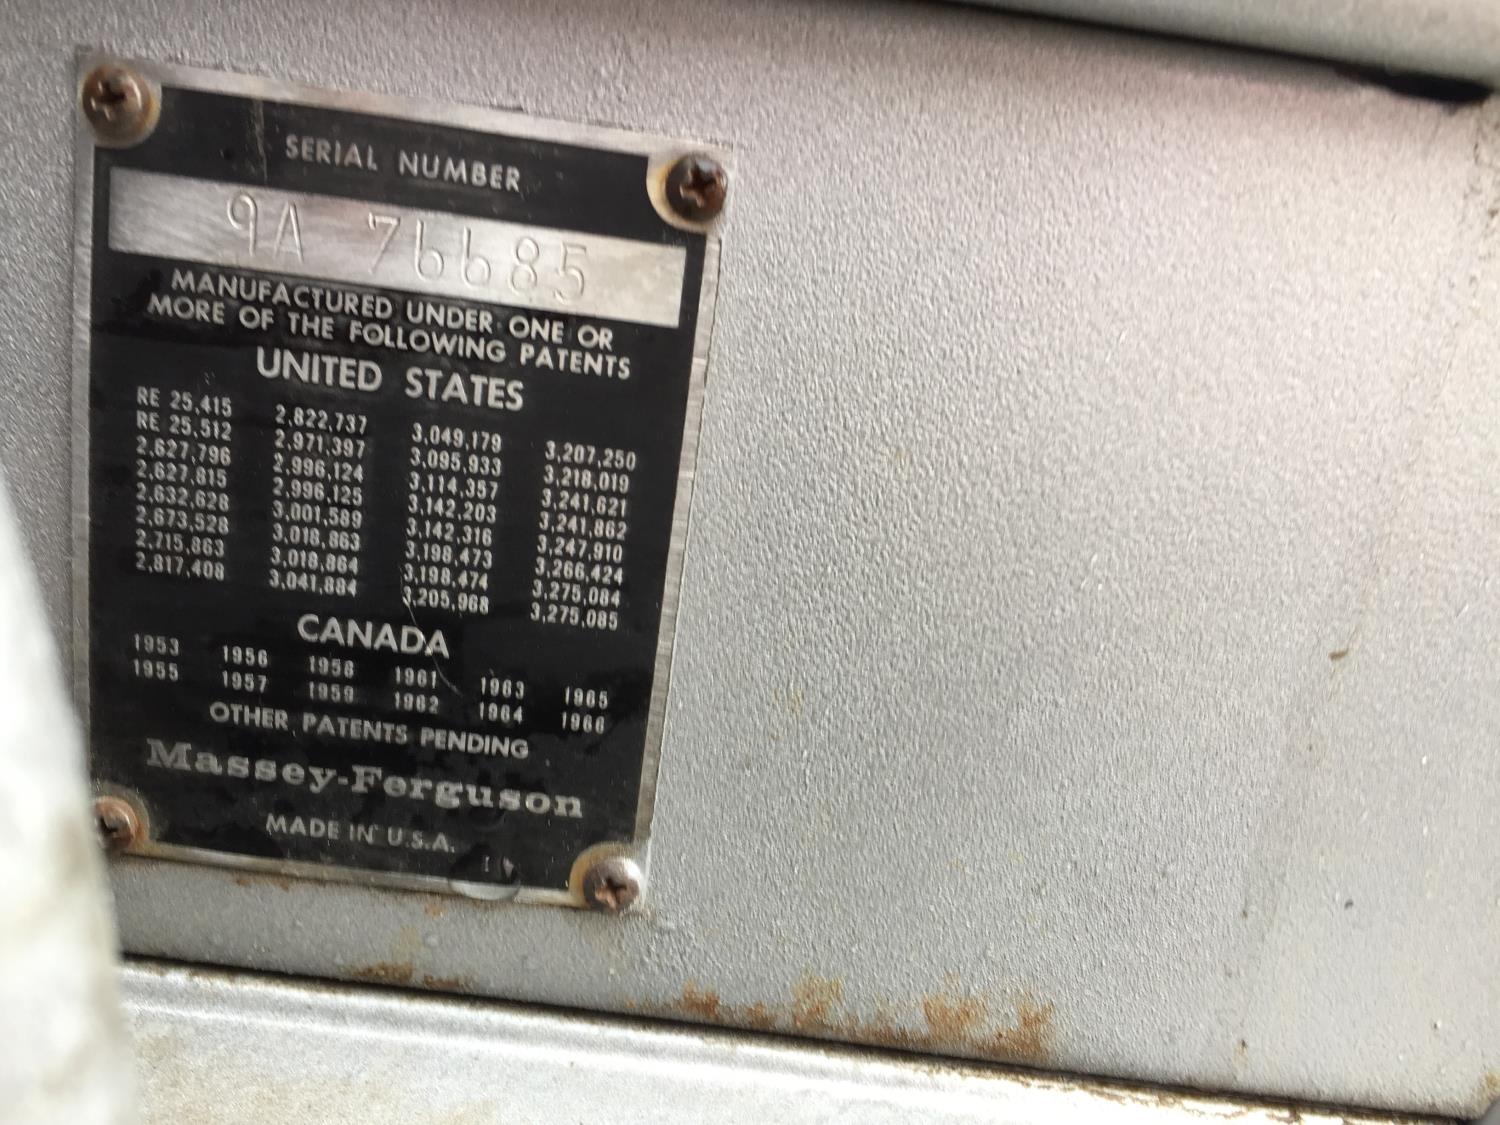 SERIAL NUMBER
9A 76685
MANUFACTURED UNDER ONE OR
MORE OF THE FOLLOWING PATENTS
UNITED STATES
RE 25,415 2,822,737 3,049,179 3,207,250
RE 25,512 2,971,397 3,095,933 3,218,019
2,627,796 2,996,124 3,114,357 3,241,621
2,627,815 2,996,125 3,142,203 3,241,862
2,632,628 3,001,589 3,142,316 3,247,910
2,673,528 3,018,863 3,198,473 3,266,424
2,715,863 3,018,864 3,198,474 3,275,084
2,817,408 3,041,884 3,205,968 3,275,085
CANADA
1953 1956 1958 1961 1963 1965
1955 1957 1959 1962 1964 1966
OTHER PATENTS PENDING
Massey-Ferguson
MADE IN U.S.A.